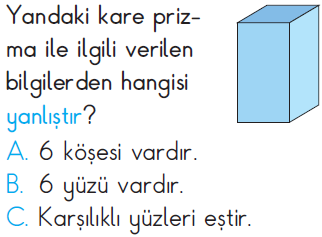 Yandaki kare priz-
ma ile ilgili verilen
bilgilerden hangisi
yanlıştır?
A. 6 köşesi vardır.
B. 6 yüzü vardır.
C. Karşılıklı yüzleri eştir.